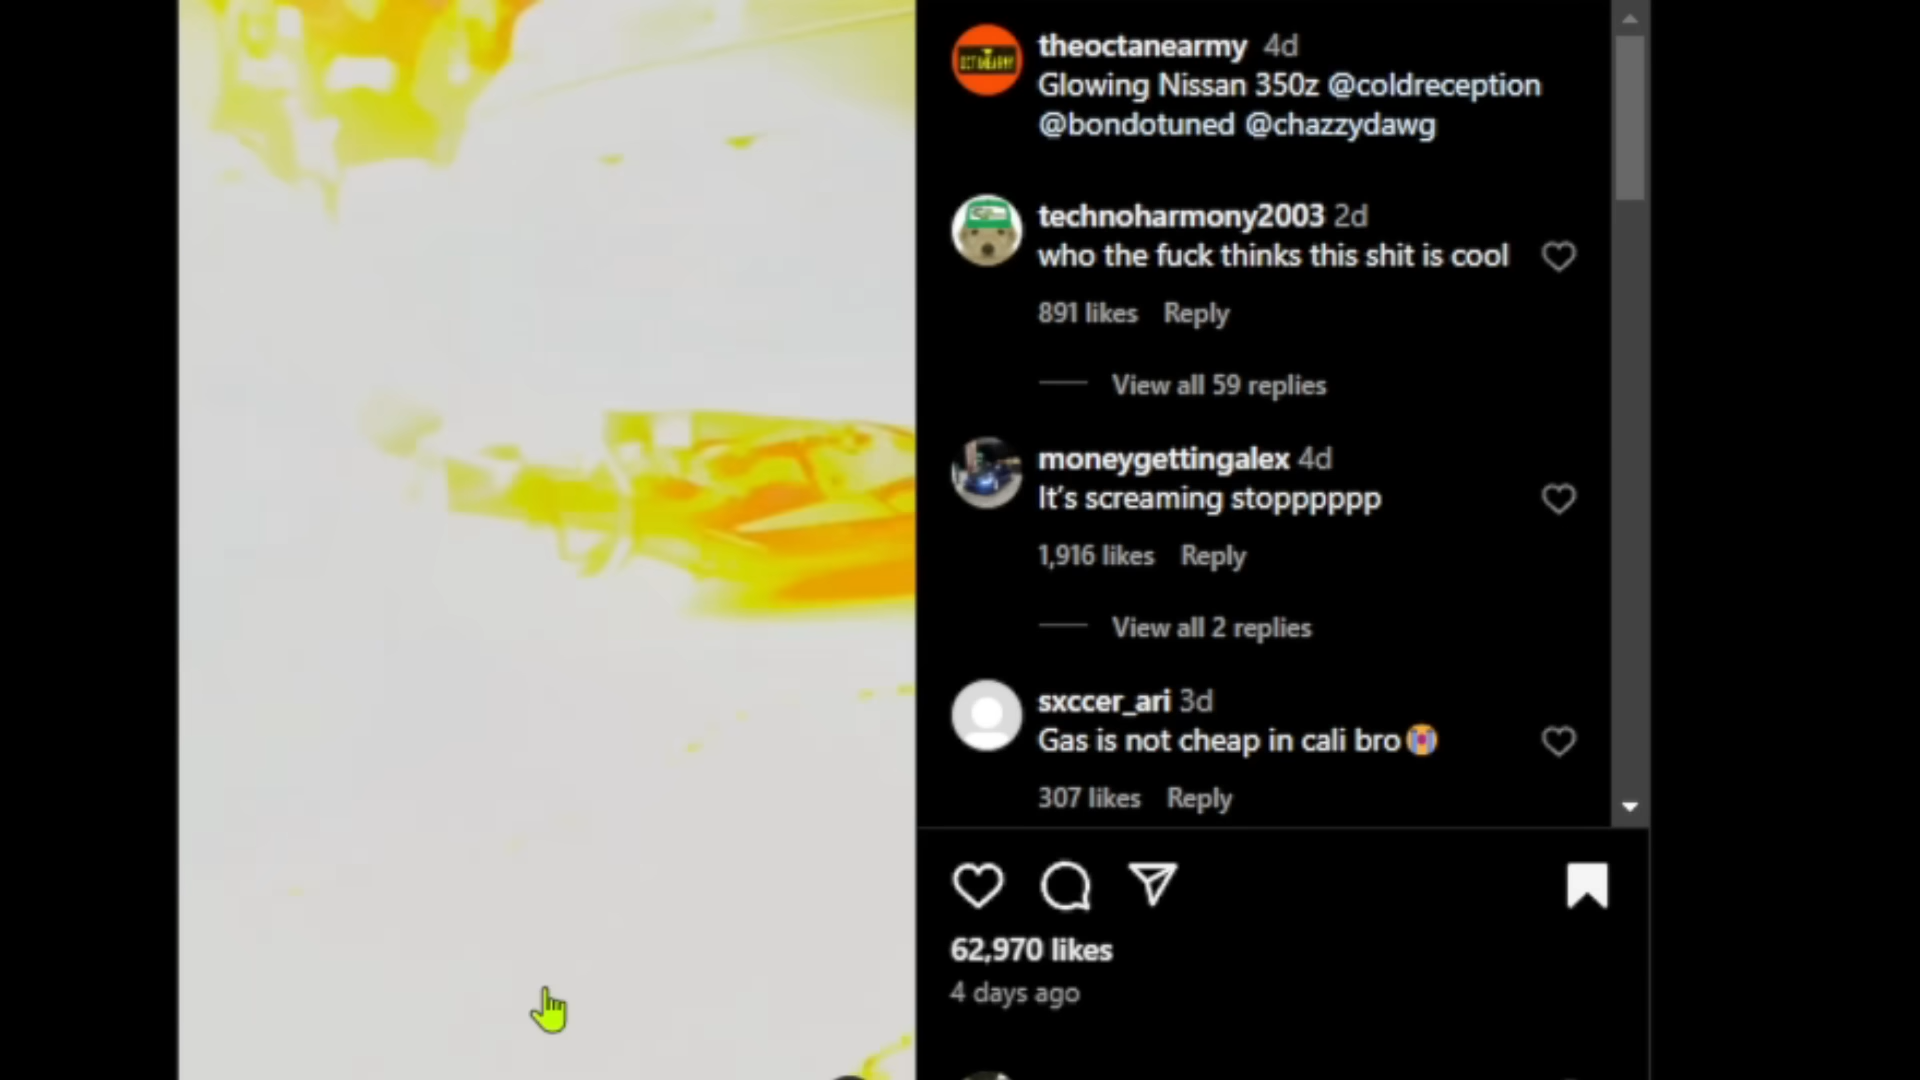 theoctanearmy 4d
Glowing Nissan 350z @coldreception
@bondotuned @chazzydawg
technoharmony2003 2d
who the fuck thinks this shit is cool
891 likes Reply
View all 59 replies
moneygettingalex 4d
It's screaming stopppppp
1,916 likes Reply
View all 2 replies
sxccer_ari 3d
Gas is not cheap in cali bro😭
307 likes Reply
62,970 likes
4 days ago